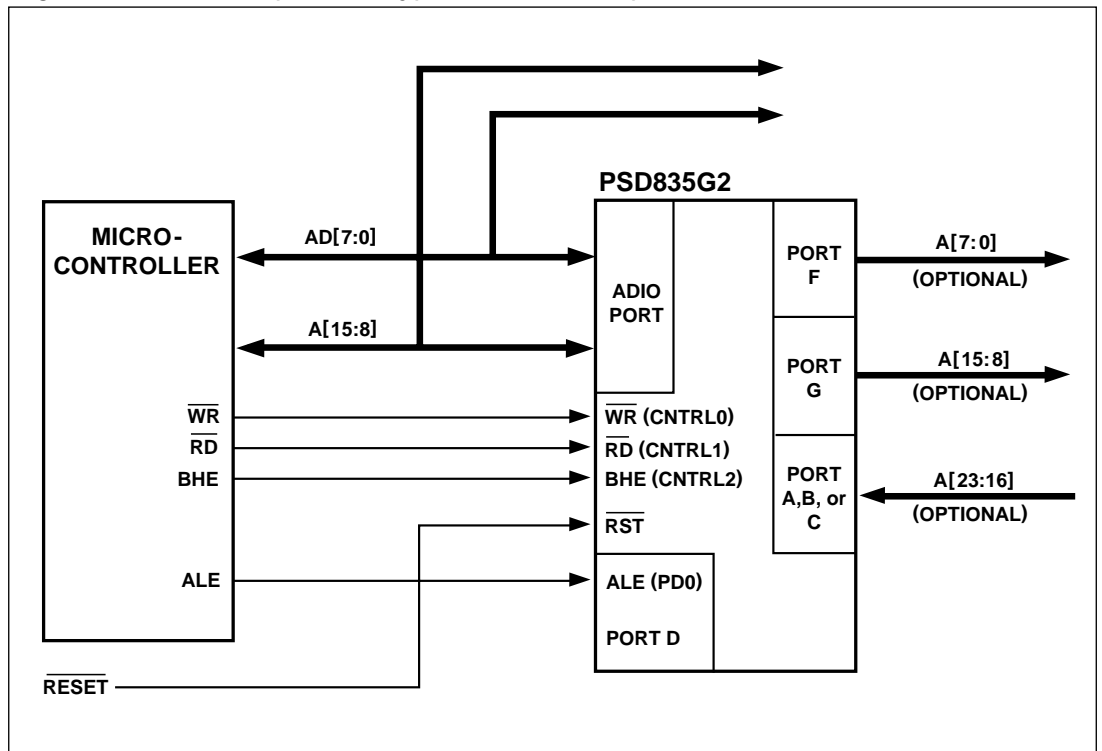 PSD835G2
MICRO-
CONTROLLER
AD[7:0]
A[15:8]
WR
RD
BHE
ALE
RESET
ADIO
PORT
WR (CNTRL0)
RD (CNTRL1)
BHE (CNTRL2)
RST
ALE (PD0)
PORT D
PORT
F
PORT
G
PORT
A,B, or
C
A[7:0]
(OPTIONAL)
A[15:8]
(OPTIONAL)
A[23:16]
(OPTIONAL)